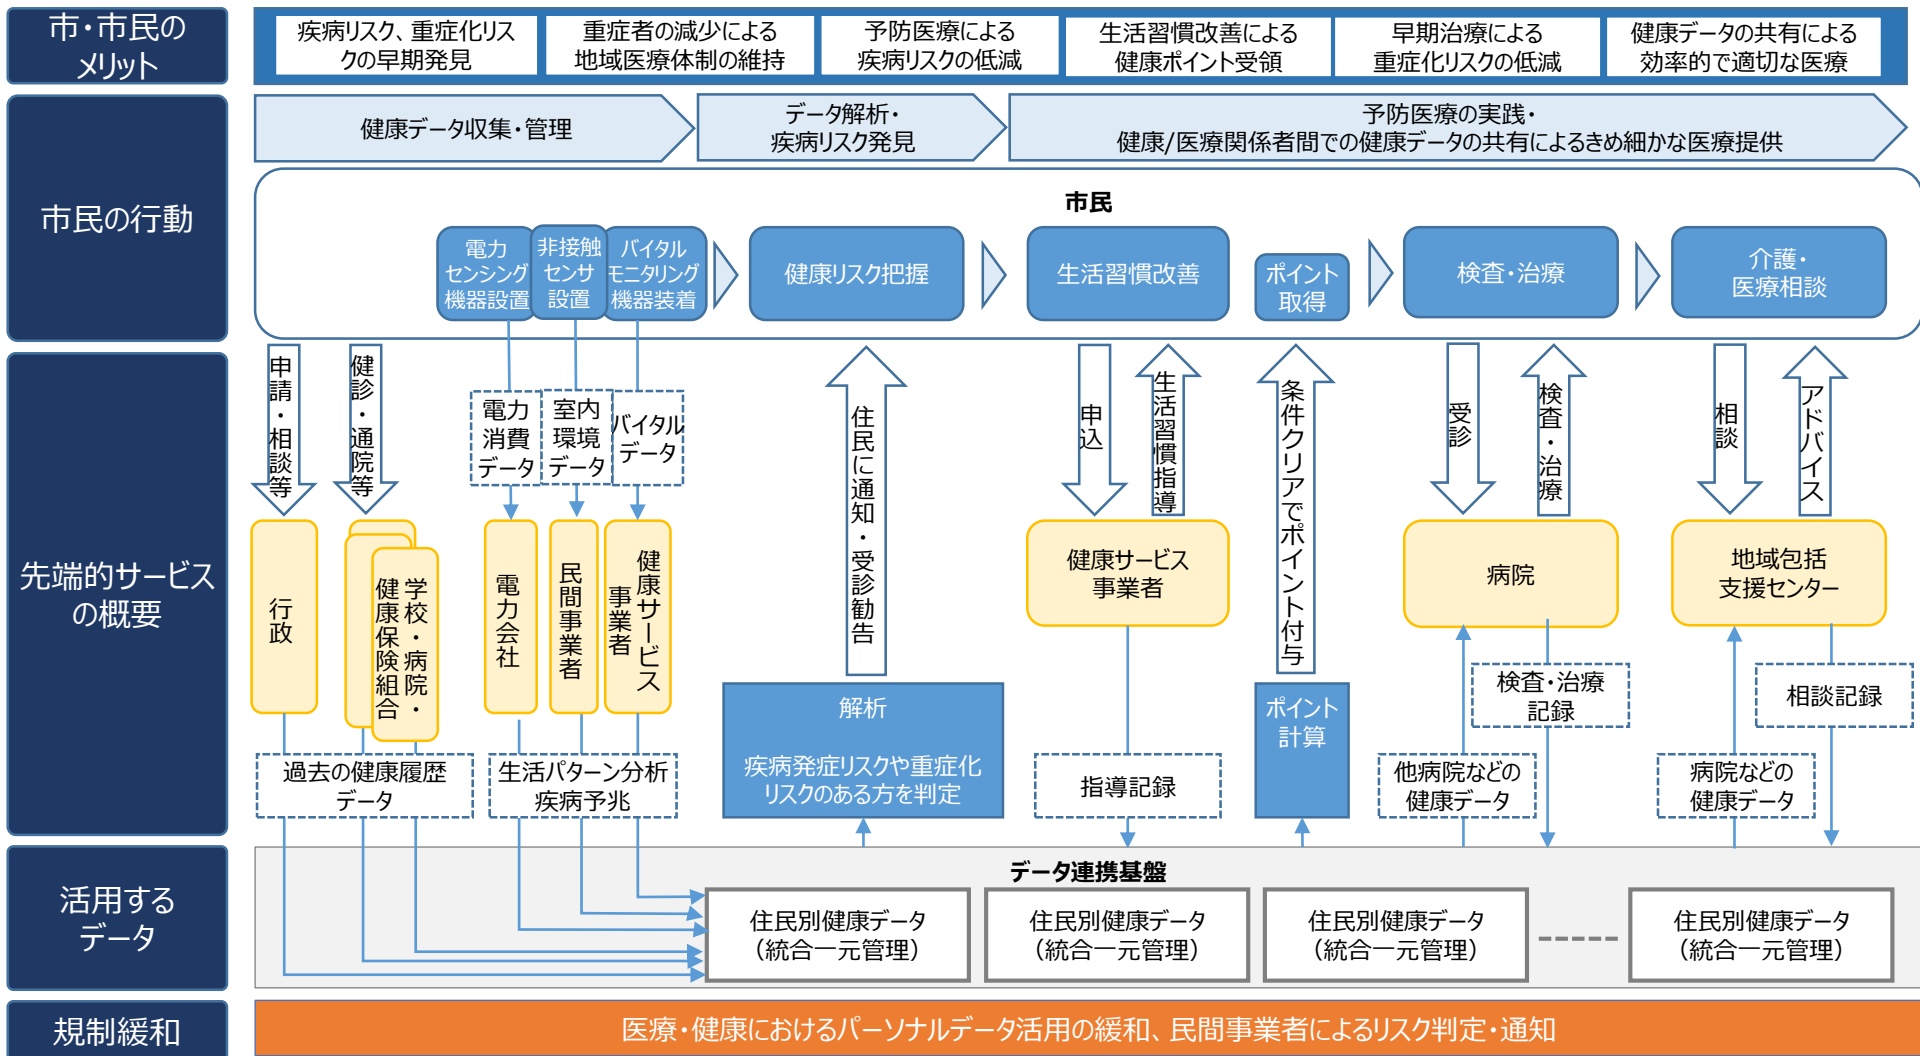 市・市民の
メリット
疾病リスク、重症化リス
クの早期発見
重症者の減少による
地域医療体制の維持
予防医療による
疾病リスクの低減
生活習慣改善による
健康ポイント受領
早期治療による
重症化リスクの低減
健康データの共有による
効率的で適切な医療
市民の行動
健康データ収集・管理
データ解析・
疾病リスク発見
予防医療の実践・
健康/医療関係者間での健康データの共有によるきめ細かな医療提供
市民
電力
センシング
機器設置
非接触
センサ
設置
バイタル
モニタリング
機器装着
健康リスク把握
生活習慣改善
ポイント
取得
検査・治療
介護・
医療相談
先端的サービス
の概要
申請・相談等
健診・通院等
電力
消費
データ
室内
環境
データ
バイタル
データ
住民に通知・受診勧告
申込
生活習慣指導
条件クリアでポイント付与
受診
検査・治療
相談
アドバイス
行政
学校・病院・
健康保険組合
電力会社
民間事業者
健康サービス
事業者
健康サービス
事業者
病院
地域包括
支援センター
解析
疾病発症リスクや重症化
リスクのある方を判定
ポイント
計算
検査・治療
記録
相談記録
過去の健康履歴
データ
生活パターン分析
疾病予兆
指導記録
他病院などの
健康データ
病院などの
健康データ
活用する
データ
データ連携基盤
住民別健康データ
（統合一元管理）
住民別健康データ
（統合一元管理）
住民別健康データ
（統合一元管理）
住民別健康データ
（統合一元管理）
規制緩和
医療・健康におけるパーソナルデータ活用の緩和、民間事業者によるリスク判定・通知